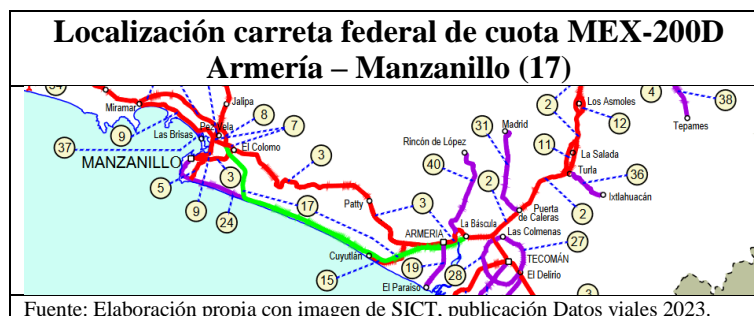 Localización carreta federal de cuota MEX-200D
Armería – Manzanillo (17)
Miramar
Jalipa
8
7
9
37
Las Brisas
Pez Vela
El Colomo
MANZANILLO
3
5
3
9
24
17
15
Cuyutlán
Patty
3
ARMERIA
La Báscula
19
28
El Paraiso
40
Rincón de López
31
Madrid
2
2
Los Asmoles
12
11
La Salada
Turla
36
Ixtlahuacán
2
Puerta
de Caleras
Las Colmenas
27
TECOMÁN
El Delirio
4
38
Tepames
Fuente: Elaboración propia con imagen de SICT, publicación Datos viales 2023.